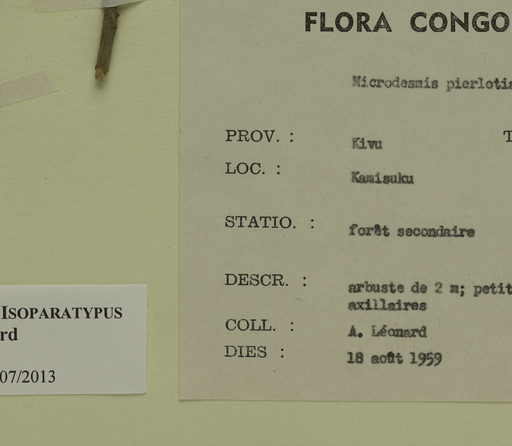 FLORA CONGO
Microdesmis pierlotia
PROV. : Kivu T
LOC. : Kamisuku
STATIO. : forêt secondaire
DESCR. : arbuste de 2 m; petit
axillaires
COLL. : A. Léonard
DIES : 18 août 1959
ISOPARATYPUS
rd
07/2013